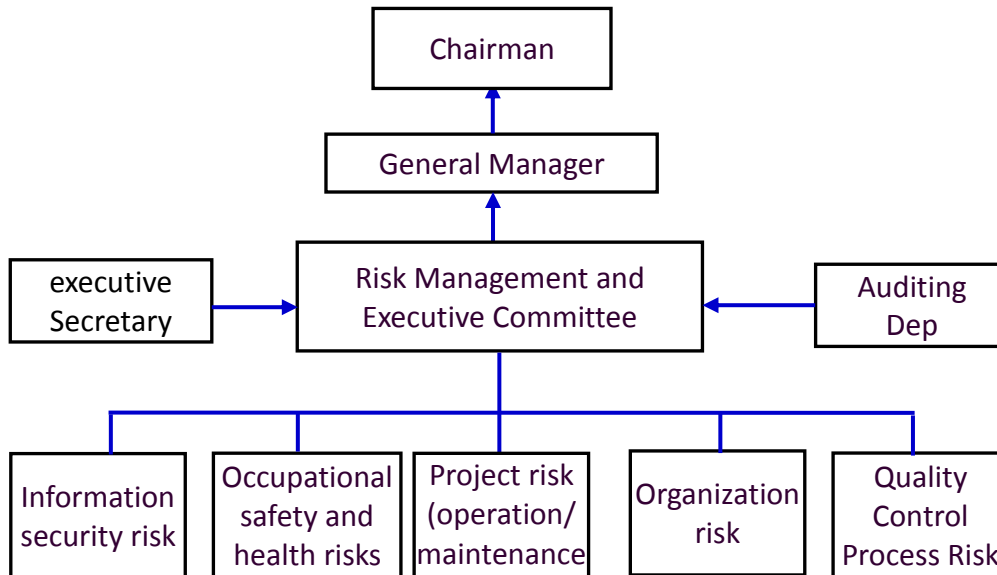 Chairman
General Manager
executive
Secretary
Risk Management and
Executive Committee
Auditing
Dep
Information
security risk
Occupational
safety and
health risks
Project risk
(operation/
maintenance
Organization
risk
Quality
Control
Process Risk